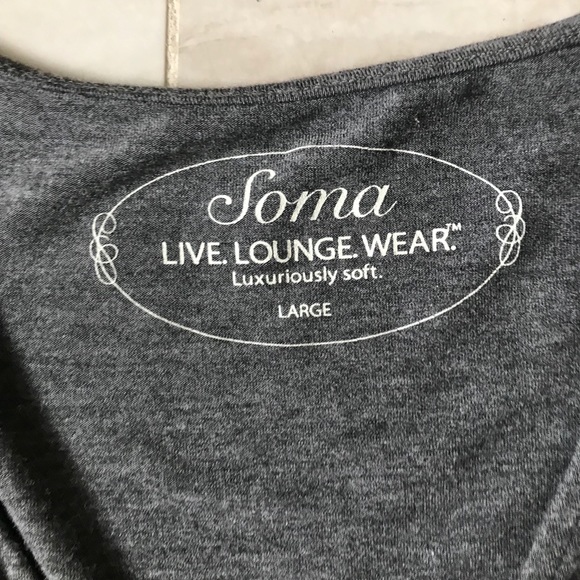 Soma
LIVE. LOUNGE. WEAR.™
Luxuriously soft.
LARGE